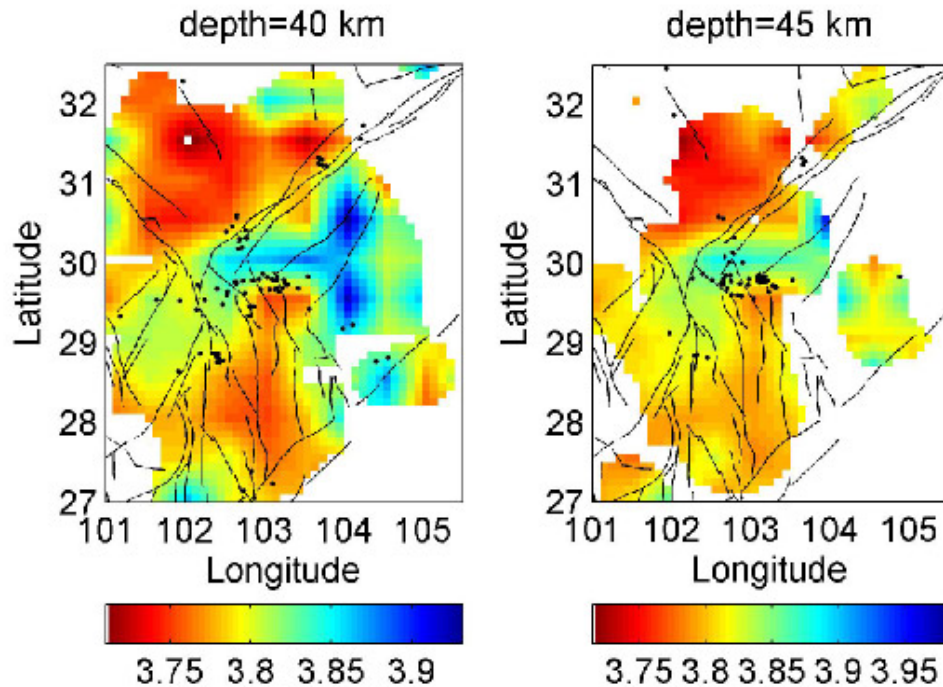 depth=40 km
32
31
30
29
28
27
Latitude
101 102 103 104 105
Longitude
3.75 3.8 3.85 3.9
depth=45 km
32
31
30
29
28
27
Latitude
101 102 103 104 105
Longitude
3.75 3.8 3.85 3.9 3.95